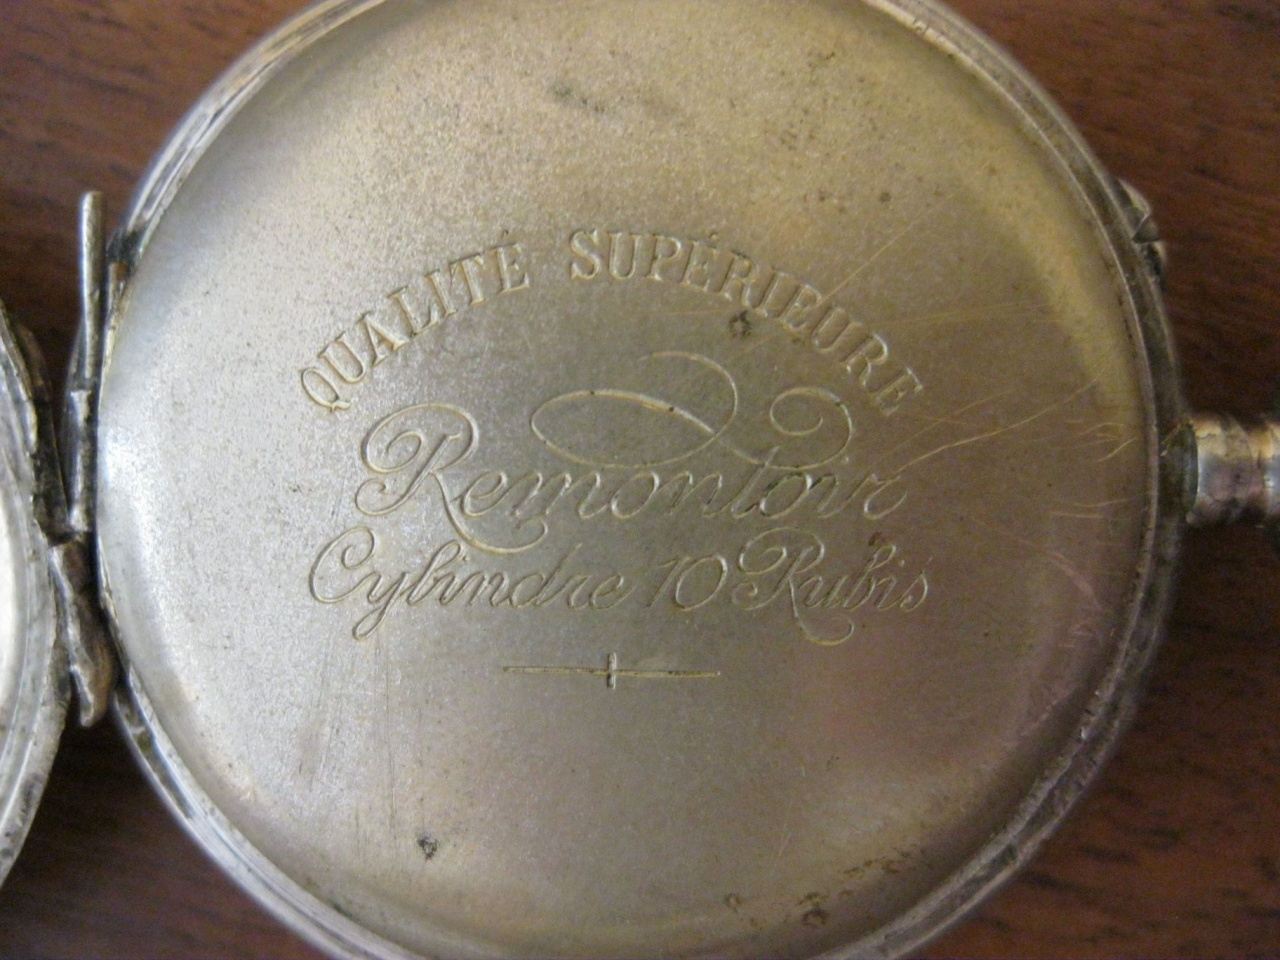 QUALITÉ SUPÉRIEURE
Remontoir
Cylindre 10 Rubis